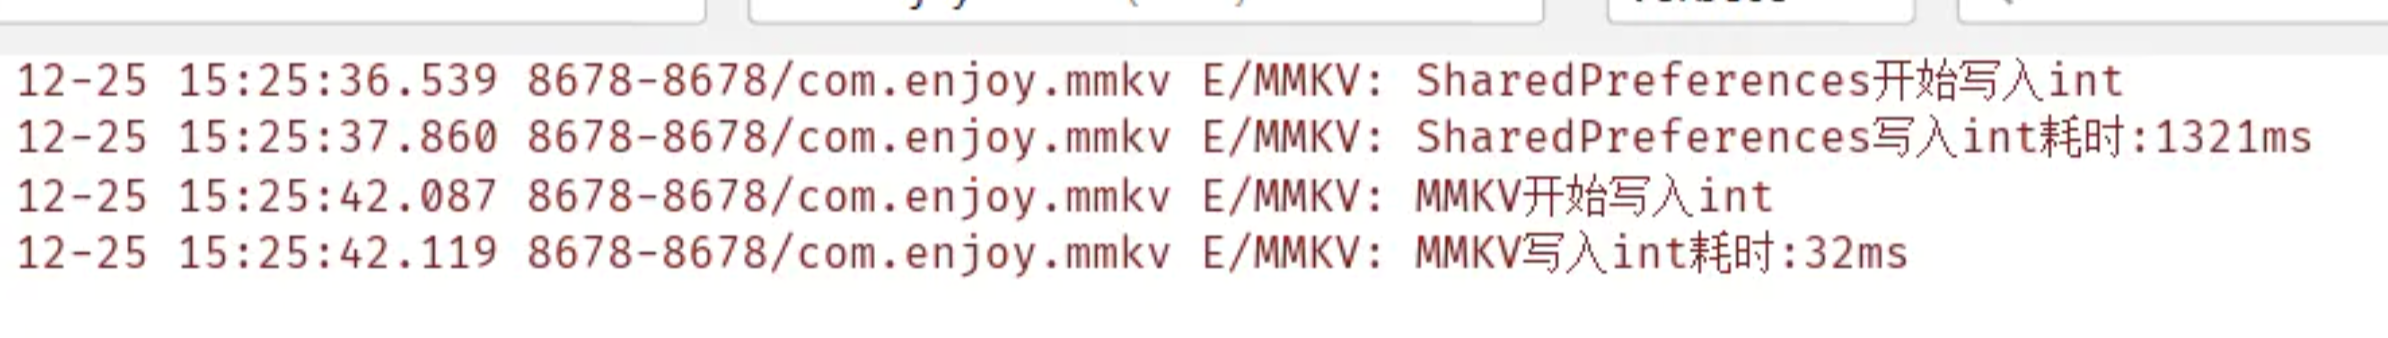 12-25 15:25:36.539 8678-8678/com.enjoy.mmkv E/MMKV: SharedPreferences开始写入int
12-25 15:25:37.860 8678-8678/com.enjoy.mmkv E/MMKV: SharedPreferences写入int耗时:1321ms
12-25 15:25:42.087 8678-8678/com.enjoy.mmkv E/MMKV: MMKV开始写入int
12-25 15:25:42.119 8678-8678/com.enjoy.mmkv E/MMKV: MMKV写入int耗时:32ms